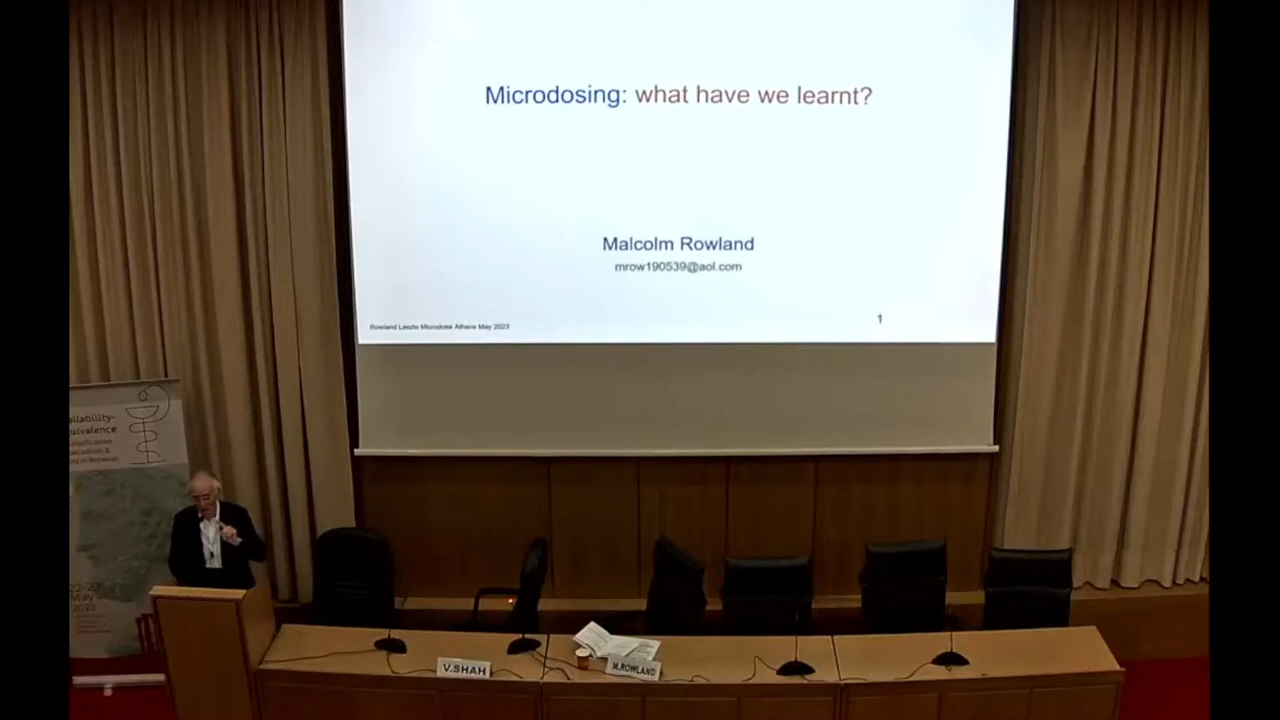 Microdosing: what have we learnt?
Malcolm Rowland
mrow190539@aol.com
Rowland Laszlo Microdose Athens May 2023
1
May
V.SHAH
M.ROWLAND